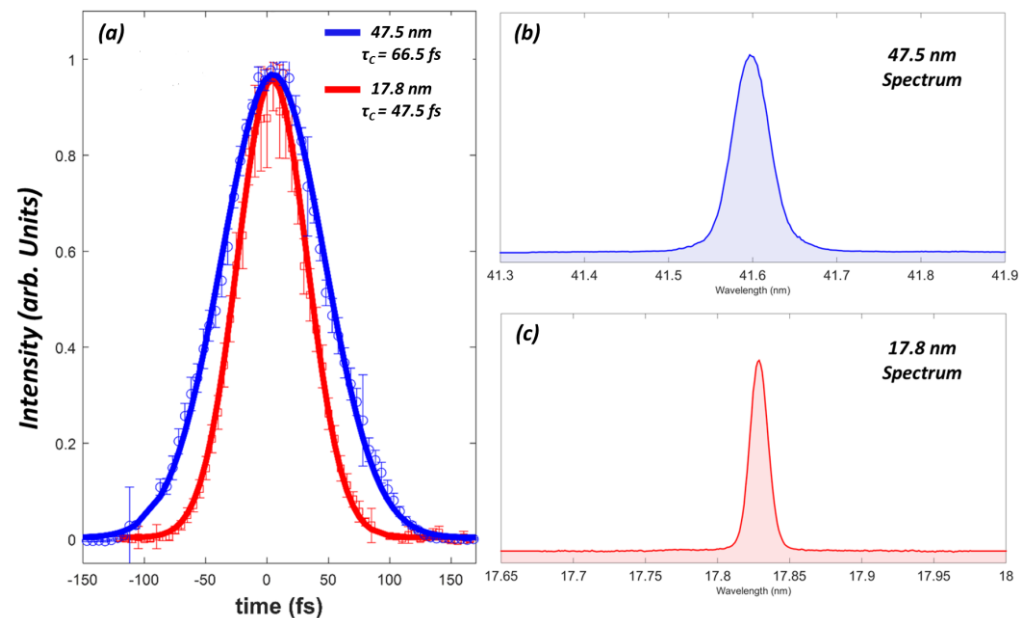 (a)
47.5 nm
τC = 66.5 fs
17.8 nm
τC = 47.5 fs
1
0.8
0.6
0.4
0.2
0
Intensity (arb. Units)
-150 -100 -50 0 50 100 150
time (fs)
(b)
47.5 nm
Spectrum
41.3 41.4 41.5 41.6 41.7 41.8 41.9
Wavelength (nm)
(c)
17.8 nm
Spectrum
17.65 17.7 17.75 17.8 17.85 17.9 17.95 18
Wavelength (nm)